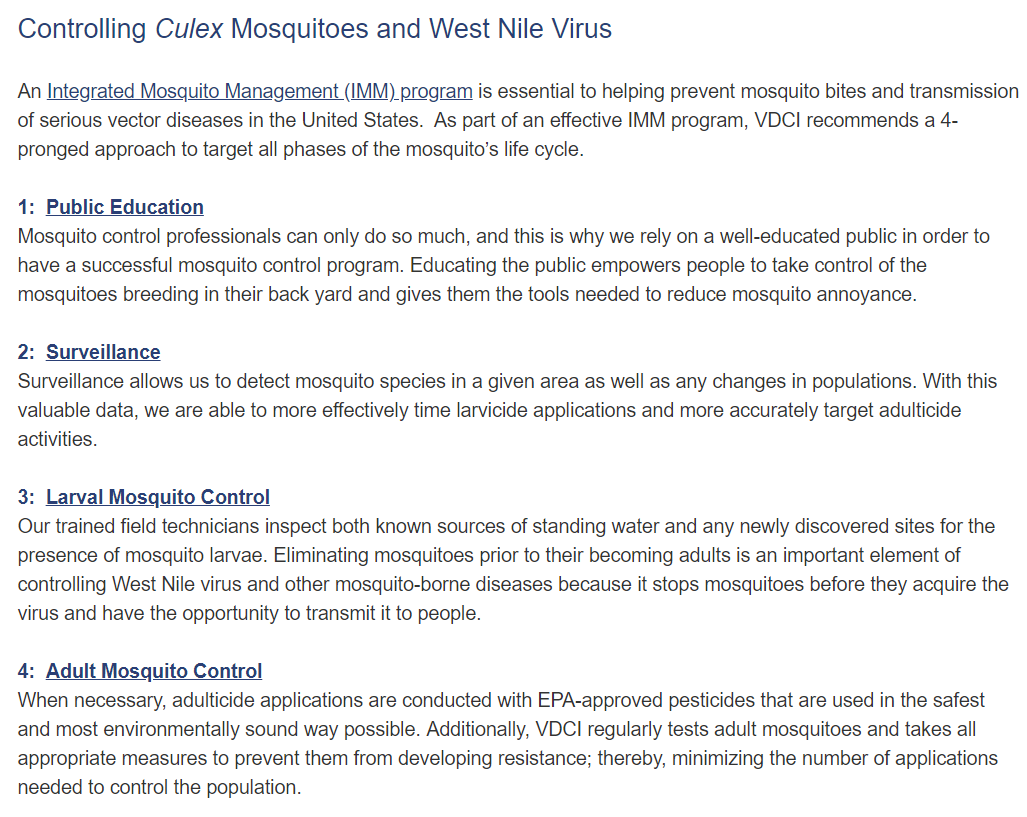 Controlling Culex Mosquitoes and West Nile Virus
An Integrated Mosquito Management (IMM) program is essential to helping prevent mosquito bites and transmission
of serious vector diseases in the United States.  As part of an effective IMM program, VDCI recommends a 4-
pronged approach to target all phases of the mosquito's life cycle.
1:  Public Education
Mosquito control professionals can only do so much, and this is why we rely on a well-educated public in order to
have a successful mosquito control program. Educating the public empowers people to take control of the
mosquitoes breeding in their back yard and gives them the tools needed to reduce mosquito annoyance.
2:  Surveillance
Surveillance allows us to detect mosquito species in a given area as well as any changes in populations. With this
valuable data, we are able to more effectively time larvicide applications and more accurately target adulticide
activities.
3:  Larval Mosquito Control
Our trained field technicians inspect both known sources of standing water and any newly discovered sites for the
presence of mosquito larvae. Eliminating mosquitoes prior to their becoming adults is an important element of
controlling West Nile virus and other mosquito-borne diseases because it stops mosquitoes before they acquire the
virus and have the opportunity to transmit it to people.
4:  Adult Mosquito Control
When necessary, adulticide applications are conducted with EPA-approved pesticides that are used in the safest
and most environmentally sound way possible. Additionally, VDCI regularly tests adult mosquitoes and takes all
appropriate measures to prevent them from developing resistance; thereby, minimizing the number of applications
needed to control the population.